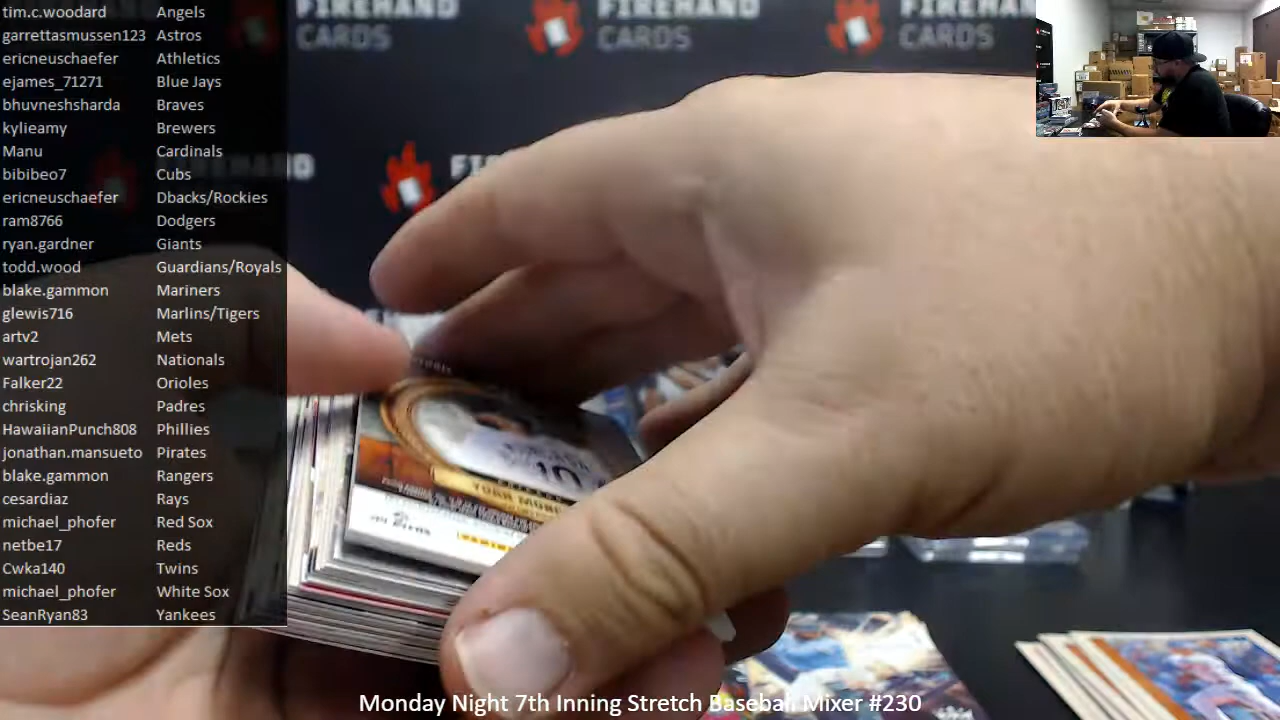 tim.c.woodard Angels
garrettasmussen123 Astros
ericneuschaefer Athletics
ejames_71271 Blue Jays
bhuvneshsharda Braves
kylieamy Brewers
Manu Cardinals
bibibeo7 Cubs
ericneuschaefer Dbacks/Rockies
ram8766 Dodgers
ryan.gardner Giants
todd.wood Guardians/Royals
blake.gammon Mariners
glewis716 Marlins/Tigers
artv2 Mets
wartrojan262 Nationals
Falker22 Orioles
chrisking Padres
HawaiianPunch808 Phillies
jonathan.mansueto Pirates
blake.gammon Rangers
cesardiaz Rays
michael_phofer Red Sox
netbe17 Reds
Cwka140 Twins
michael_phofer White Sox
SeanRyan83 Yankees
FIREHAND
CARDS
FIREHAND
CARDS
FIREHAND
CARDS
10
PANINI
Monday Night 7th Inning Stretch Baseball Mixer #230